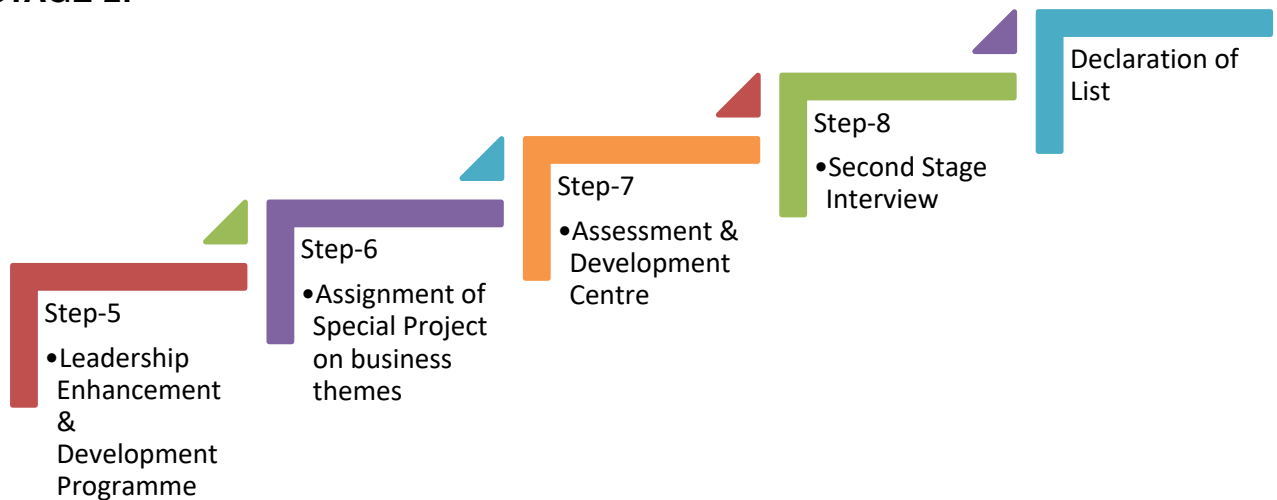 STAGE
Step-5
•Leadership
Enhancement
&
Development
Programme
Step-6
•Assignment of
Special Project
on business
themes
Step-7
•Assessment &
Development
Centre
Step-8
•Second Stage
Interview
Declaration of
List